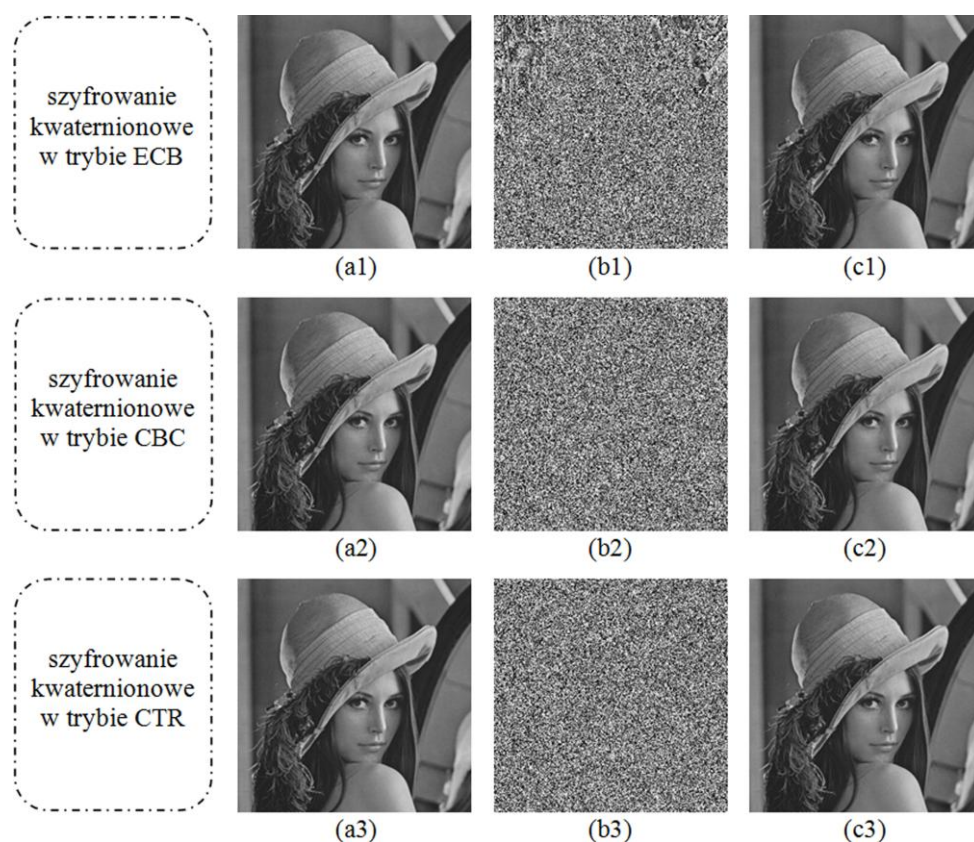 szyfrowanie
kwaternionowe
w trybie ECB
(a1)
(b1)
(c1)
szyfrowanie
kwaternionowe
w trybie CBC
(a2)
(b2)
(c2)
szyfrowanie
kwaternionowe
w trybie CTR
(a3)
(b3)
(c3)